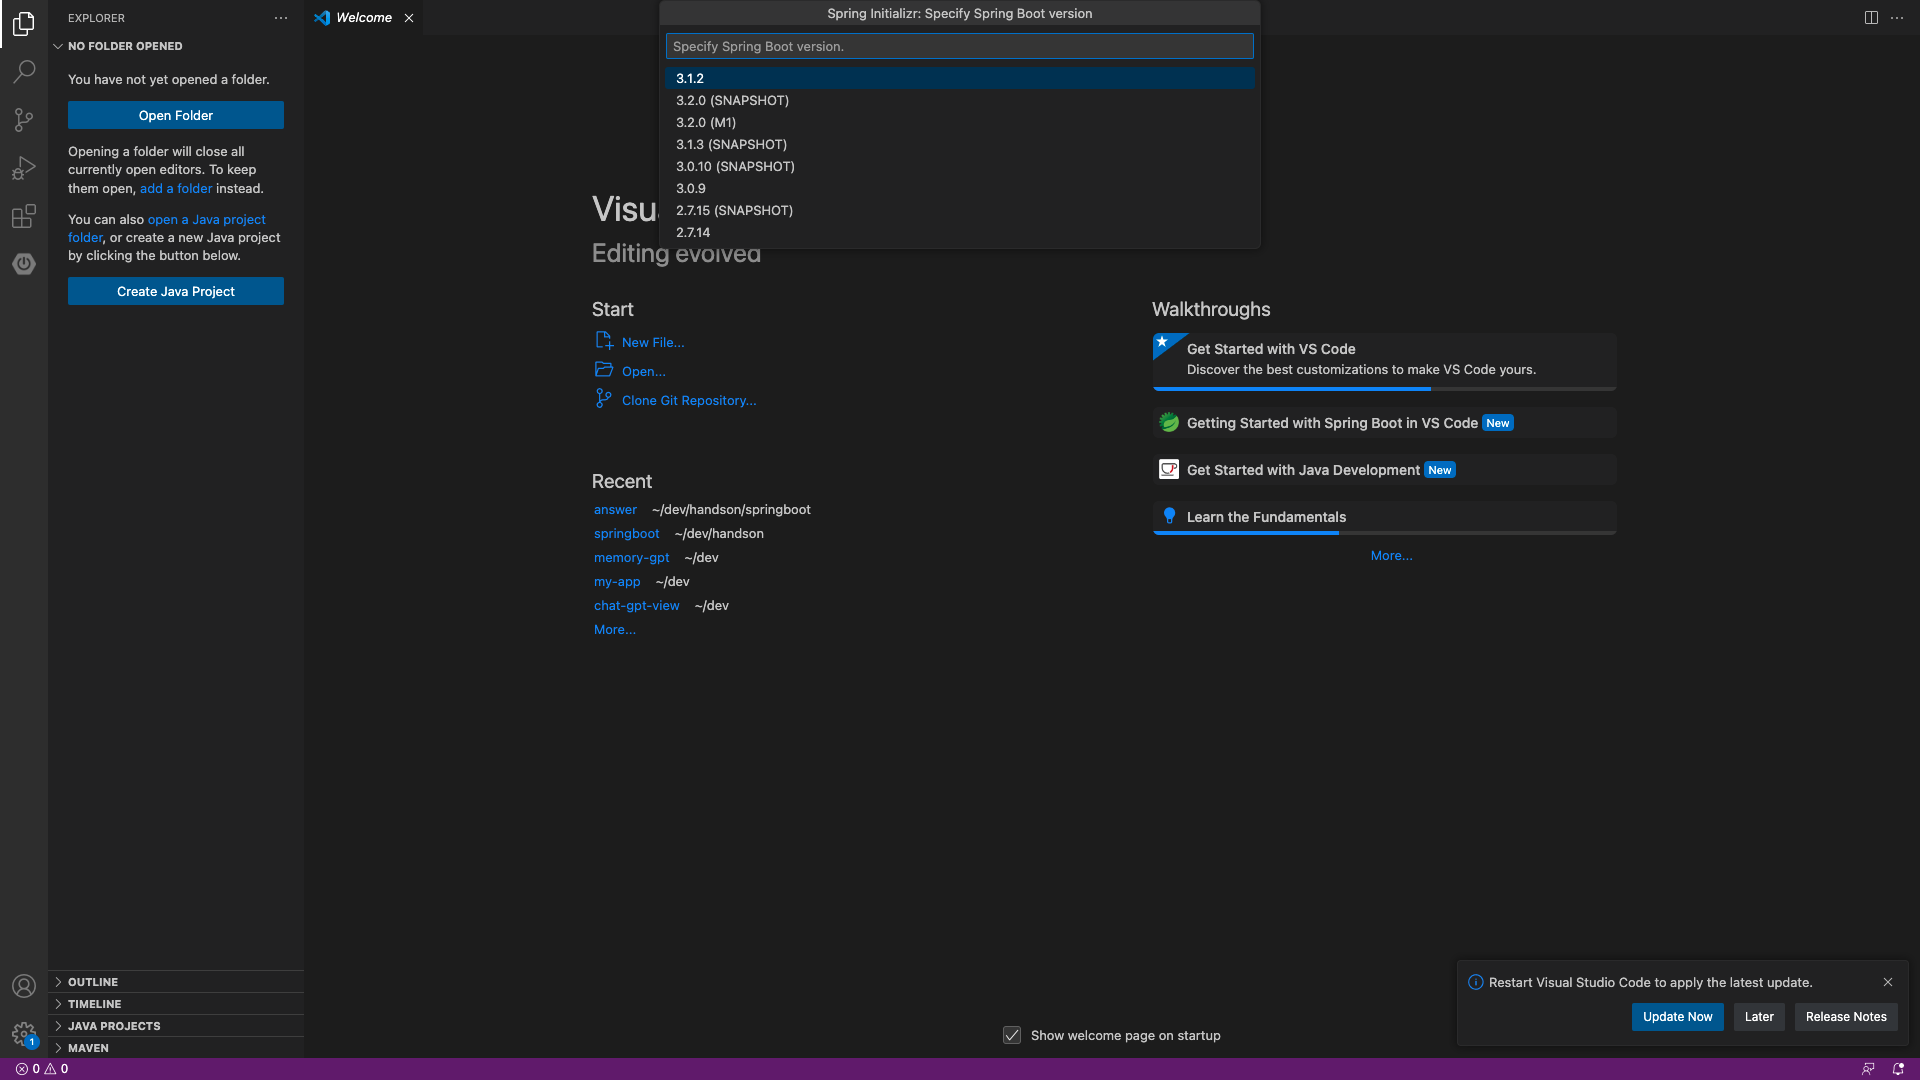 EXPLORER
NO FOLDER OPENED
You have not yet opened a folder.
Open Folder
Opening a folder will close all
currently open editors. To keep
them open, add a folder instead.
You can also open a Java project
folder, or create a new Java project
by clicking the button below.
Create Java Project
OUTLINE
TIMELINE
JAVA PROJECTS
MAVEN
1
0
0
Welcome
Spring Initializr: Specify Spring Boot version
Specify Spring Boot version.
3.1.2
3.2.0 (SNAPSHOT)
3.2.0 (M1)
3.1.3 (SNAPSHOT)
3.0.10 (SNAPSHOT)
3.0.9
2.7.15 (SNAPSHOT)
2.7.14
Visu
Editing evolved
Start
New File...
Open...
Clone Git Repository...
Recent
answer ~/dev/handson/springboot
springboot ~/dev/handson
memory-gpt ~/dev
my-app ~/dev
chat-gpt-view ~/dev
More...
Walkthroughs
Get Started with VS Code
Discover the best customizations to make VS Code yours.
Getting Started with Spring Boot in VS Code New
Get Started with Java Development New
Learn the Fundamentals
More...
Show welcome page on startup
Restart Visual Studio Code to apply the latest update.
Update Now
Later
Release Notes